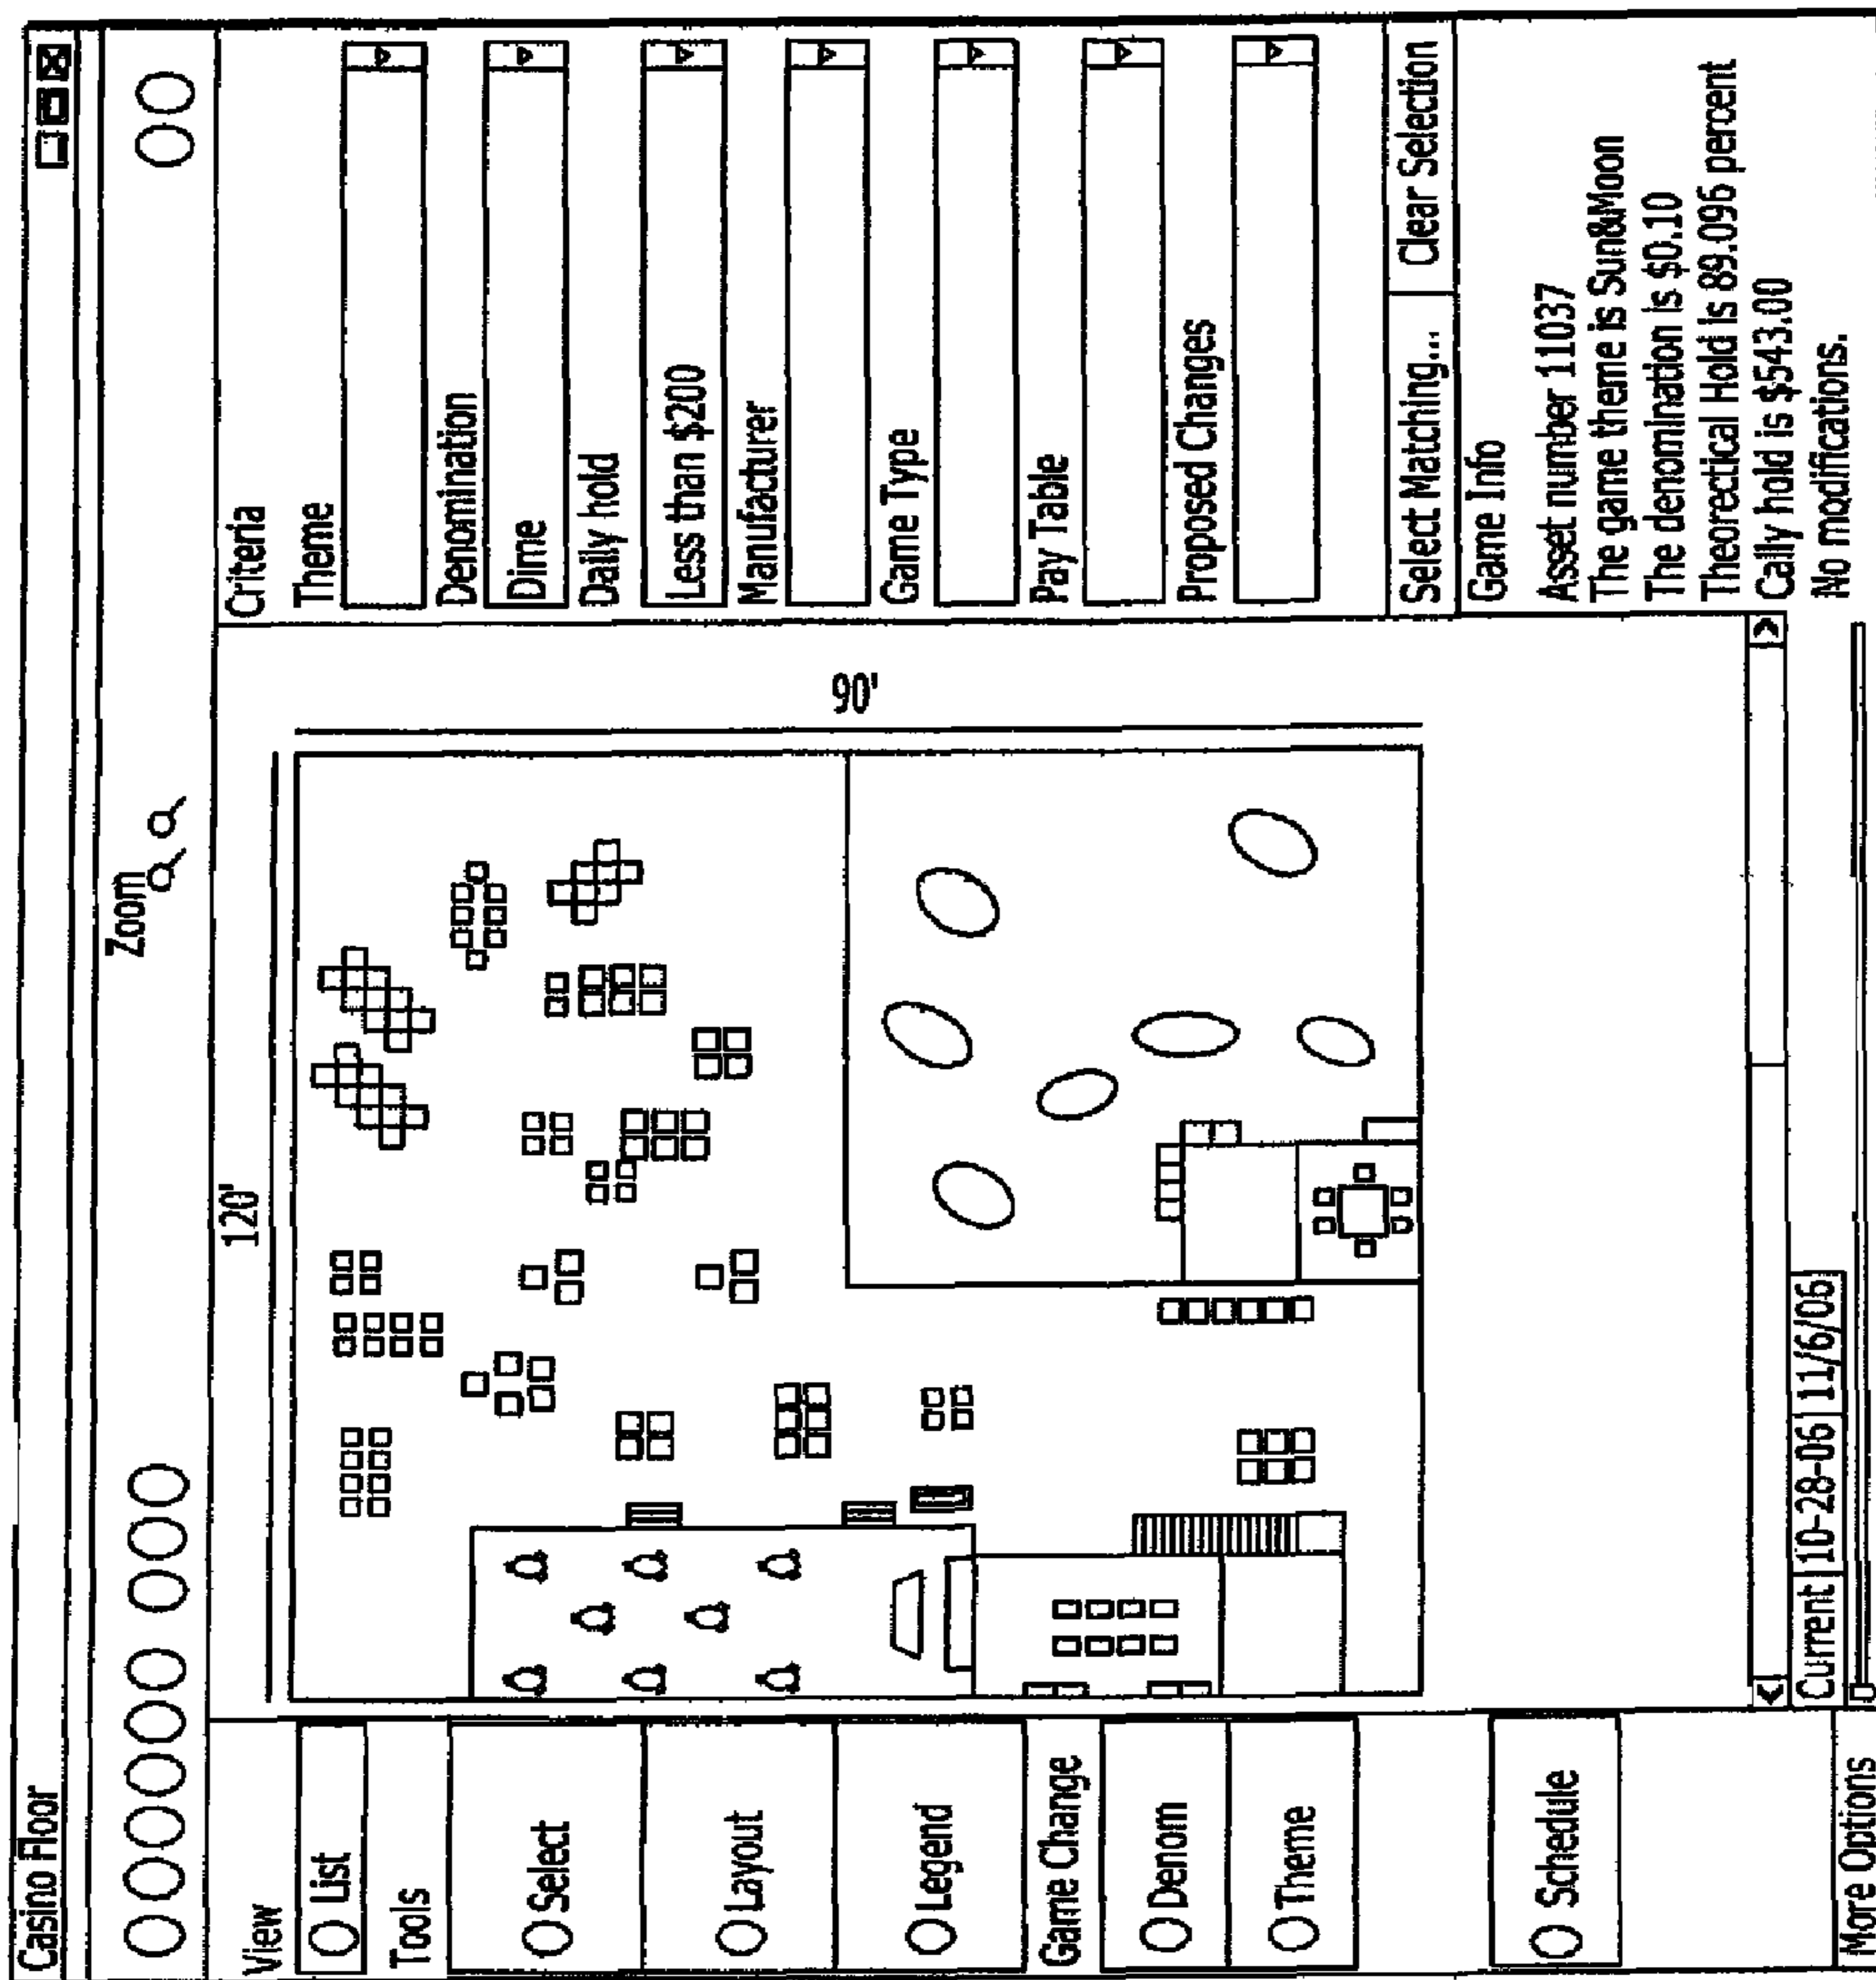 Casino Floor
Zoom
View
List
Tools
Select
Layout
Legend
Game Change
Denom
Theme
Schedule
More Options
120'
90'
Current 10-28-06 11/6/06
Criteria
Theme
Denomination
Dime
Daily hold
Less than $200
Manufacturer
Game Type
Pay Table
Proposed Changes
Select Matching... Clear Selection
Game Info
Asset number 11037
The game theme is Sun&Moon
The denomination is $0.10
Theorectical Hold is 89.096 percent
Cally hold is $543.00
No modifications.